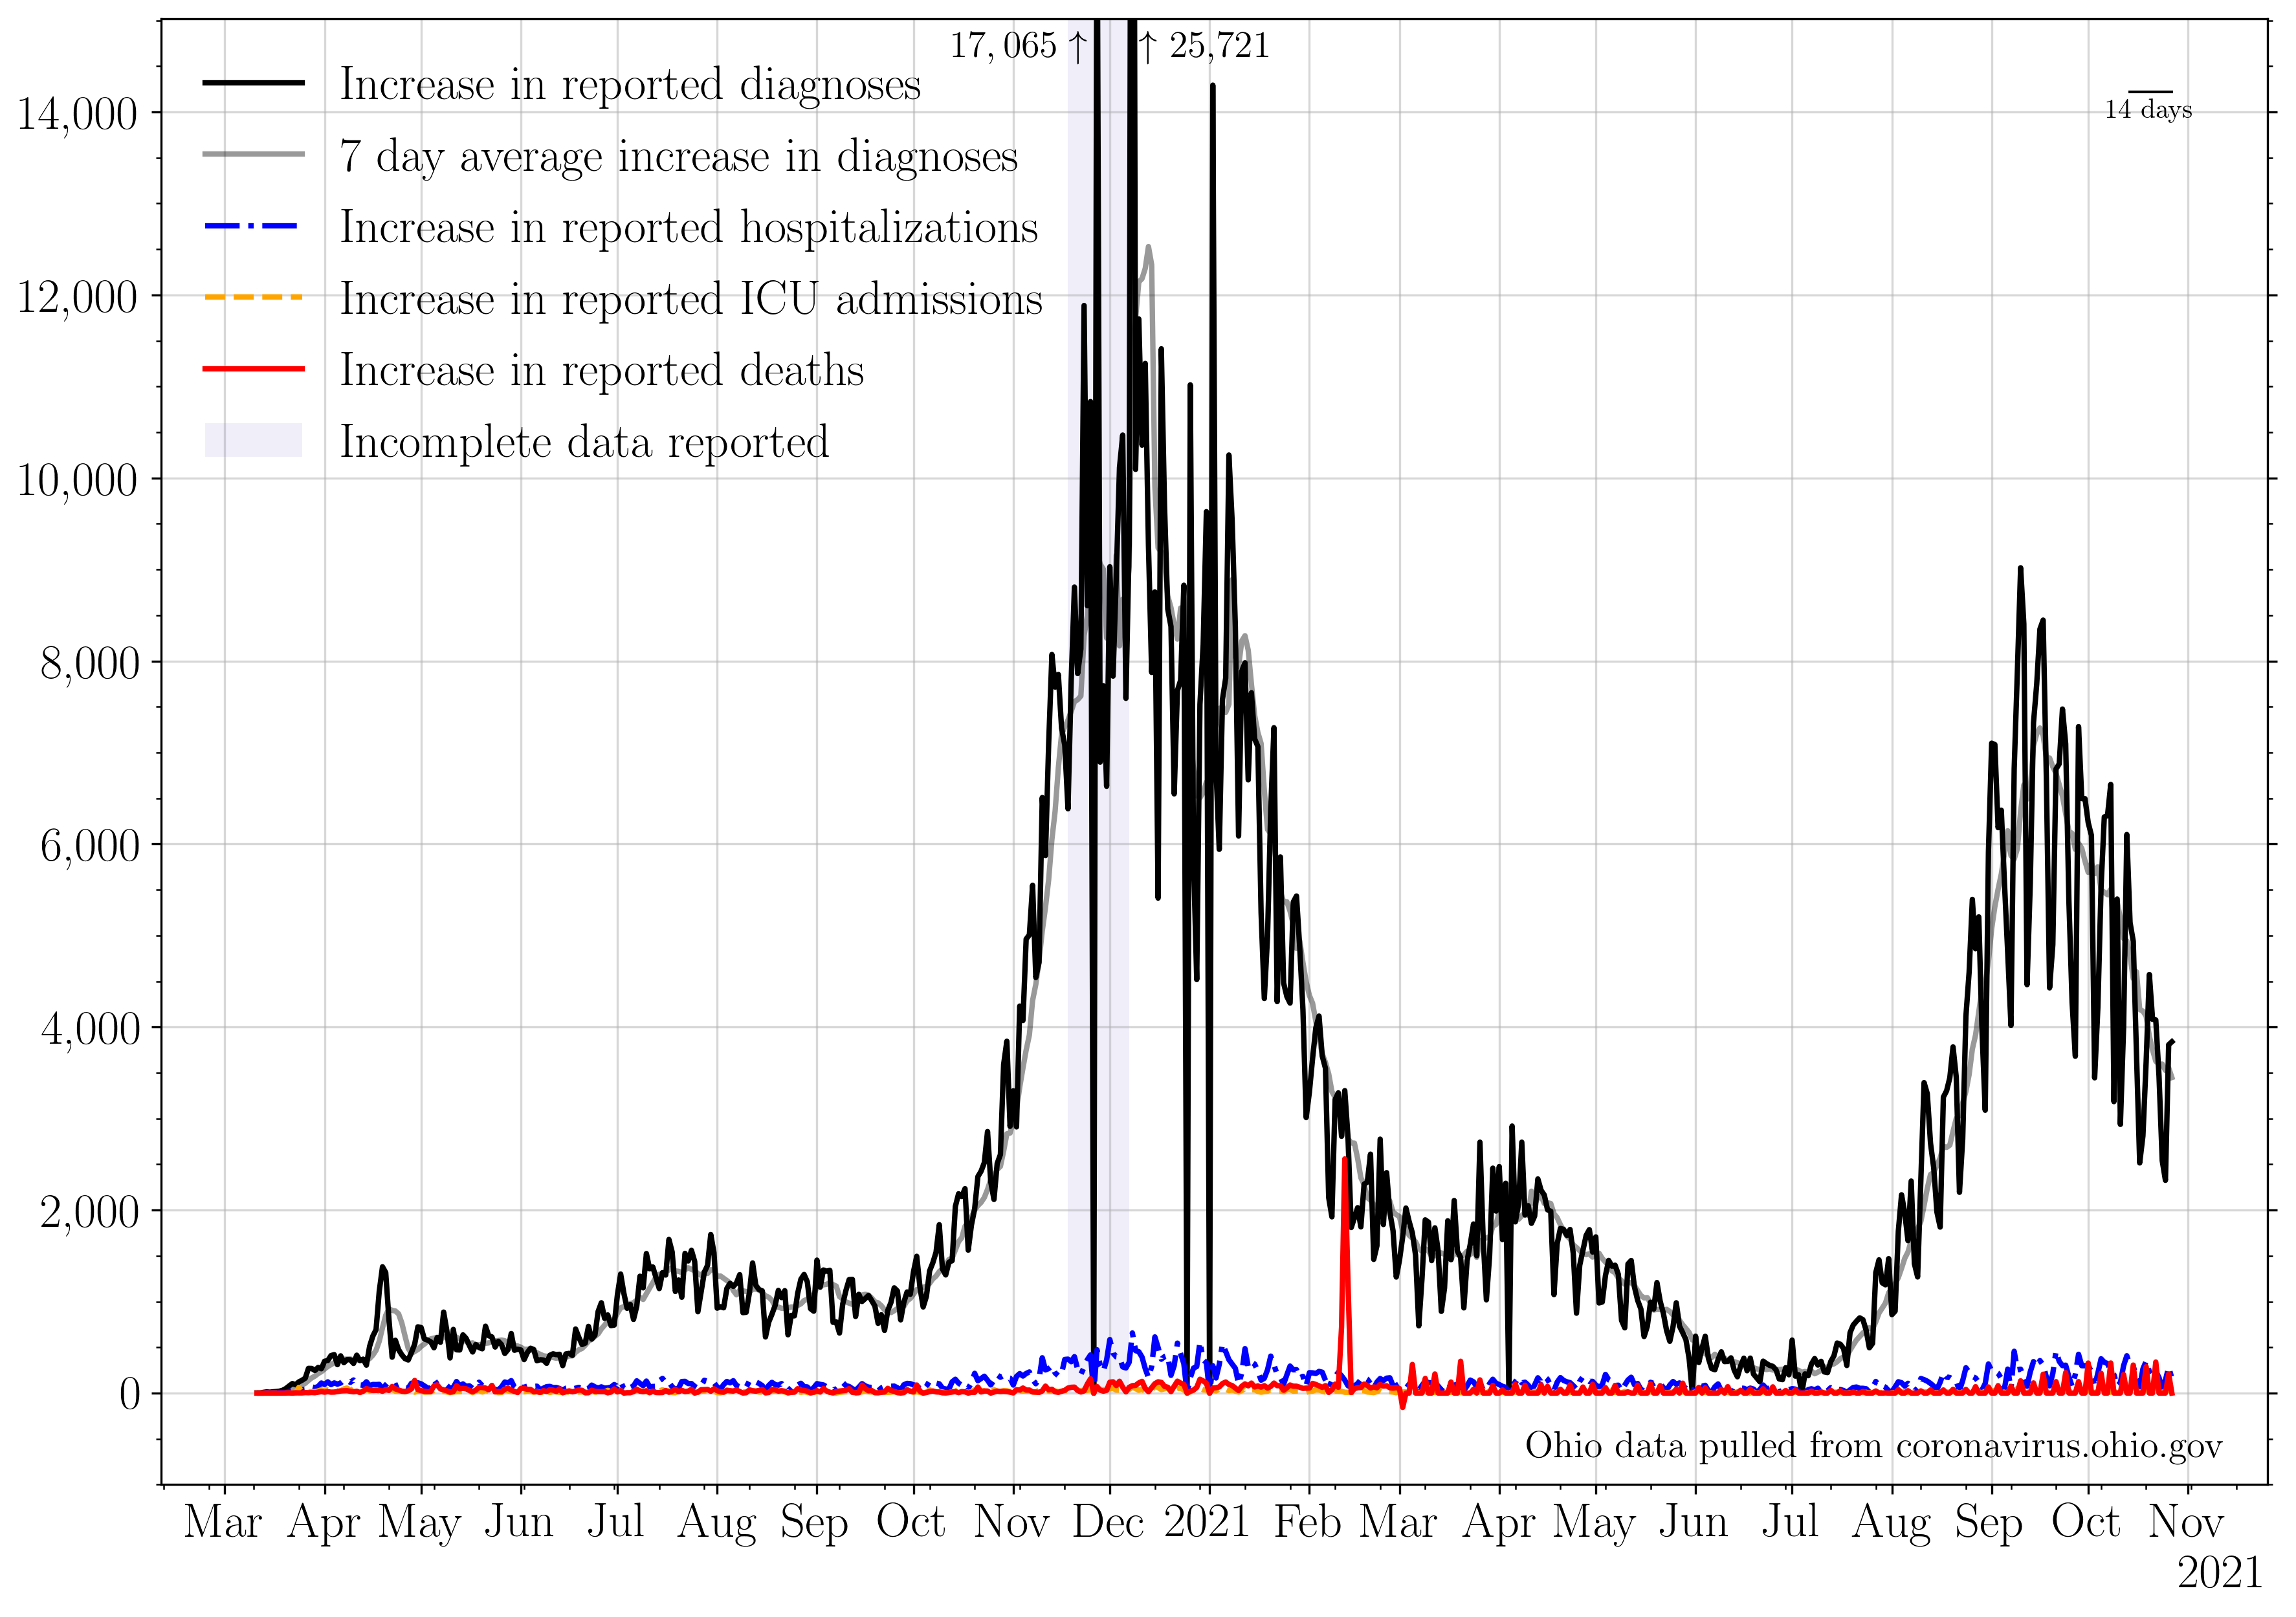 17, 065 ↑ ↑ 25,721
Increase in reported diagnoses
7 day average increase in diagnoses
Increase in reported hospitalizations
Increase in reported ICU admissions
Increase in reported deaths
Incomplete data reported
14 days
14,000
12,000
10,000
8,000
6,000
4,000
2,000
0
Ohio data pulled from coronavirus.ohio.gov
Mar Apr May Jun Jul Aug Sep Oct Nov Dec 2021 Feb Mar Apr May Jun Jul Aug Sep Oct Nov
2021